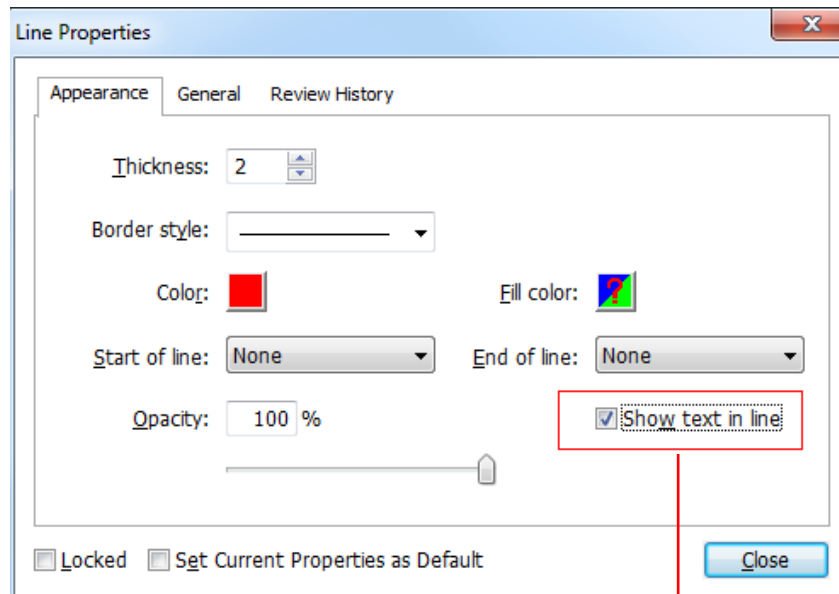 Line Properties
Appearance General Review History
Thickness: 2
Border style:
Color: Fill color: ?
Start of line: None End of line: None
Opacity: 100 % Show text in line
Locked Set Current Properties as Default Close